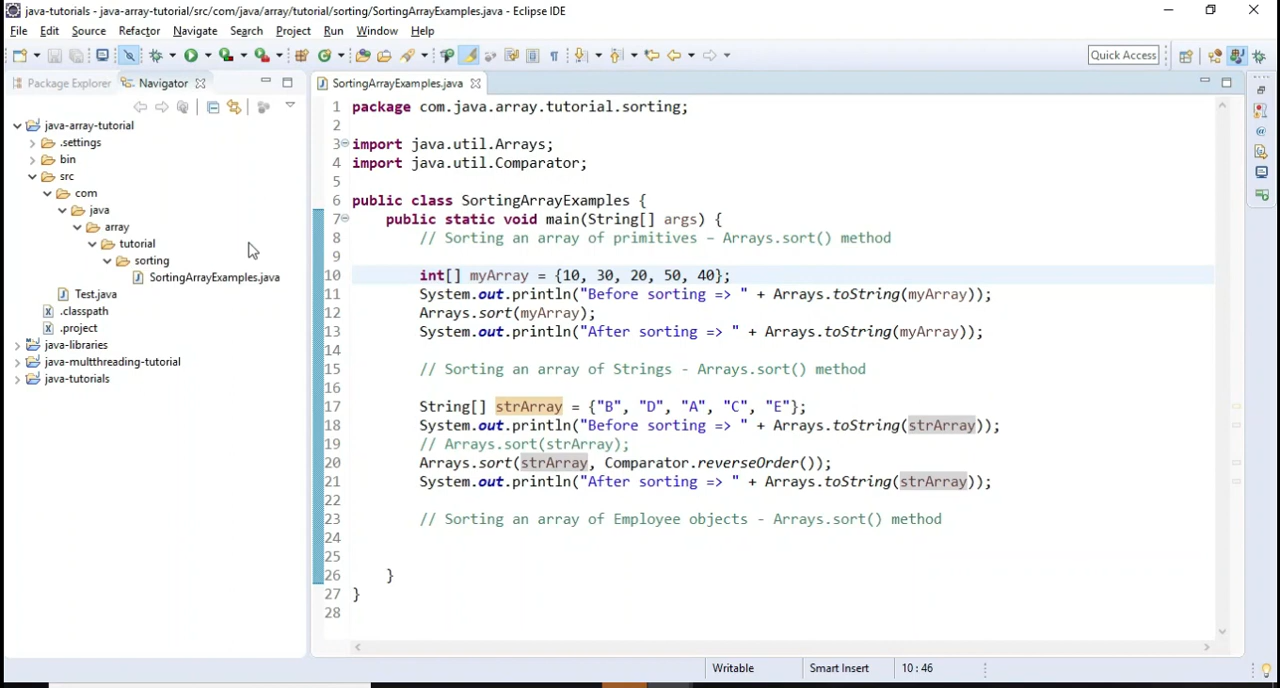 java-tutorials - java-array-tutorial/src/com/java/array/tutorial/sorting/SortingArrayExamples.java - Eclipse IDE
File Edit Source Refactor Navigate Search Project Run Window Help
Quick Access
Package Explorer Navigator
java-array-tutorial
.settings
bin
src
com
java
array
tutorial
sorting
SortingArrayExamples.java
Test.java
.classpath
.project
java-libraries
java-multthreading-tutorial
java-tutorials
SortingArrayExamples.java
1 package com.java.array.tutorial.sorting;
2
3 import java.util.Arrays;
4 import java.util.Comparator;
5
6 public class SortingArrayExamples {
7 public static void main(String[] args) {
8 // Sorting an array of primitives – Arrays.sort() method
9
10 int[] myArray = {10, 30, 20, 50, 40};
11 System.out.println("Before sorting => " + Arrays.toString(myArray));
12 Arrays.sort(myArray);
13 System.out.println("After sorting => " + Arrays.toString(myArray));
14
15 // Sorting an array of Strings - Arrays.sort() method
16
17 String[] strArray = {"B", "D", "A", "C", "E"};
18 System.out.println("Before sorting => " + Arrays.toString(strArray));
19 // Arrays.sort(strArray);
20 Arrays.sort(strArray, Comparator.reverseOrder());
21 System.out.println("After sorting => " + Arrays.toString(strArray));
22
23 // Sorting an array of Employee objects - Arrays.sort() method
24
25
26 }
27 }
28
Writable Smart Insert 10 : 46